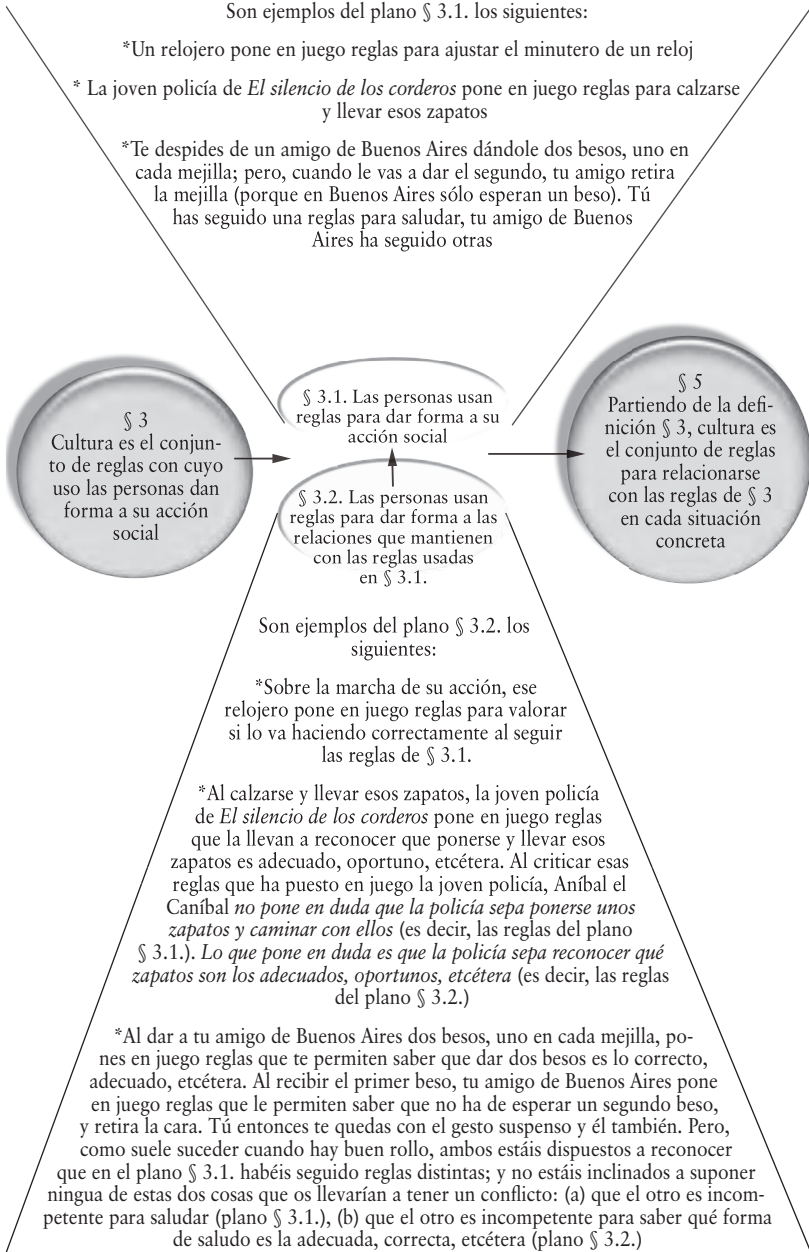 Son ejemplos del plano § 3.1. los siguientes:
*Un relojero pone en juego reglas para ajustar el minutero de un reloj
* La joven policía de El silencio de los corderos pone en juego reglas para calzarse
y llevar esos zapatos
*Te despides de un amigo de Buenos Aires dándole dos besos, uno en
cada mejilla; pero, cuando le vas a dar el segundo, tu amigo retira
la mejilla (porque en Buenos Aires sólo esperan un beso). Tú
has seguido una reglas para saludar, tu amigo de Buenos
Aires ha seguido otras
§ 3
Cultura es el conjun-
to de reglas con cuyo
uso las personas dan
forma a su acción
social
§ 3.1. Las personas usan
reglas para dar forma a su
acción social
§ 3.2. Las personas usan
reglas para dar forma a las
relaciones que mantienen
con las reglas usadas
en § 3.1.
§ 5
Partiendo de la defi-
nición § 3, cultura es
el conjunto de reglas
para relacionarse
con las reglas de § 3
en cada situación
concreta
Son ejemplos del plano § 3.2. los
siguientes:
*Sobre la marcha de su acción, ese
relojero pone en juego reglas para valorar
si lo va haciendo correctamente al seguir
las reglas de § 3.1.
*Al calzarse y llevar esos zapatos, la joven policía
de El silencio de los corderos pone en juego reglas
que la llevan a reconocer que ponerse y llevar esos
zapatos es adecuado, oportuno, etcétera. Al criticar esas
reglas que ha puesto en juego la joven policía, Aníbal el
Caníbal no pone en duda que la policía sepa ponerse unos
zapatos y caminar con ellos (es decir, las reglas del plano
§ 3.1.). Lo que pone en duda es que la policía sepa reconocer qué
zapatos son los adecuados, oportunos, etcétera (es decir, las reglas
del plano § 3.2.)
*Al dar a tu amigo de Buenos Aires dos besos, uno en cada mejilla, po-
nes en juego reglas que te permiten saber que dar dos besos es lo correcto,
adecuado, etcétera. Al recibir el primer beso, tu amigo de Buenos Aires pone
en juego reglas que le permiten saber que no ha de esperar un segundo beso,
y retira la cara. Tú entonces te quedas con el gesto suspenso y él también. Pero,
como suele suceder cuando hay buen rollo, ambos estáis dispuestos a reconocer
que en el plano § 3.1. habéis seguido reglas distintas; y no estáis inclinados a suponer
ningua de estas dos cosas que os llevarían a tener un conflicto: (a) que el otro es incom-
petente para saludar (plano § 3.1.), (b) que el otro es incompetente para saber qué forma
de saludo es la adecuada, correcta, etcétera (plano § 3.2.)